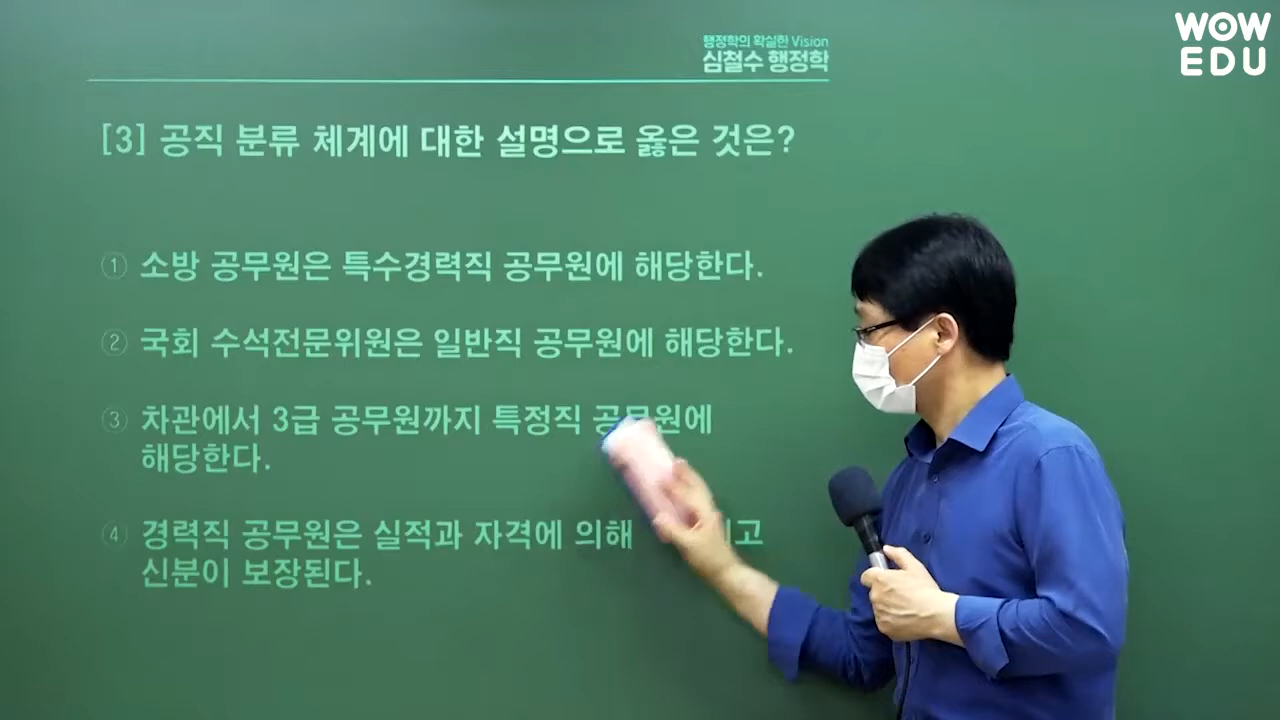 WOW
EDU
행정학의 확실한 Vision
심철수 행정학
[3] 공직 분류 체계에 대한 설명으로 옳은 것은?
① 소방 공무원은 특수경력직 공무원에 해당한다.
② 국회 수석전문위원은 일반직 공무원에 해당한다.
③ 차관에서 3급 공무원까지 특정직 공무원에
해당한다.
④ 경력직 공무원은 실적과 자격에 의해
신분이 보장된다.